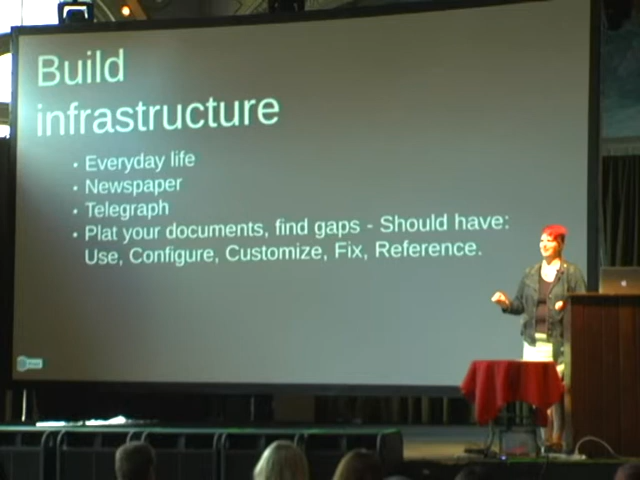 Build
infrastructure
• Everyday life
• Newspaper
• Telegraph
• Plat your documents, find gaps - Should have:
Use, Configure, Customize, Fix, Reference.